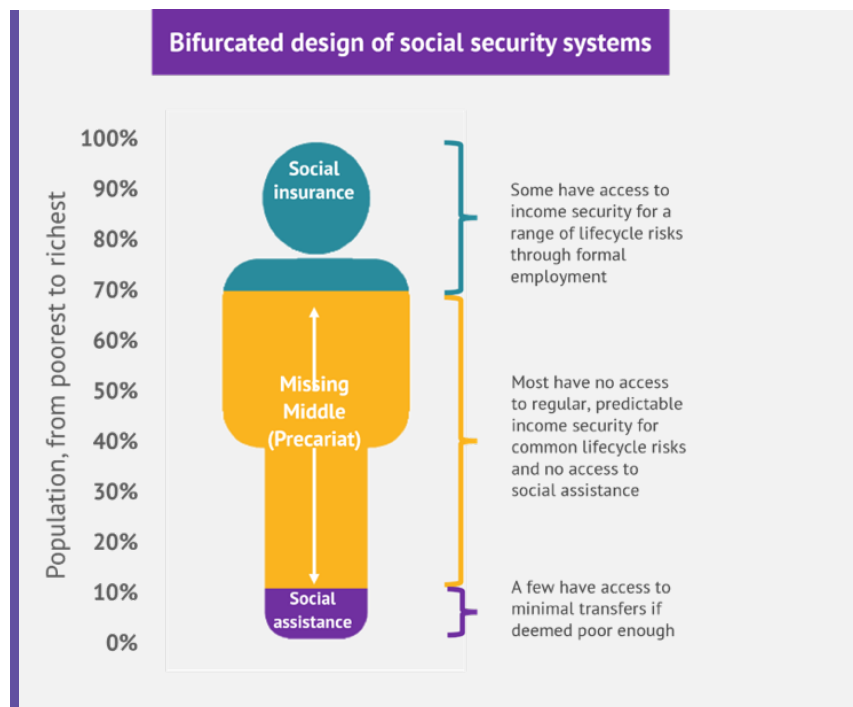 Bifurcated design of social security systems
Population, from poorest to richest
100%
90%
80%
70%
60%
50%
40%
30%
20%
10%
0%
Social
insurance
Missing
Middle
(Precariat)
Social
assistance
Some have access to
income security for a
range of lifecycle risks
through formal
employment
Most have no access
to regular, predictable
income security for
common lifecycle risks
and no access to
social assistance
A few have access to
minimal transfers if
deemed poor enough